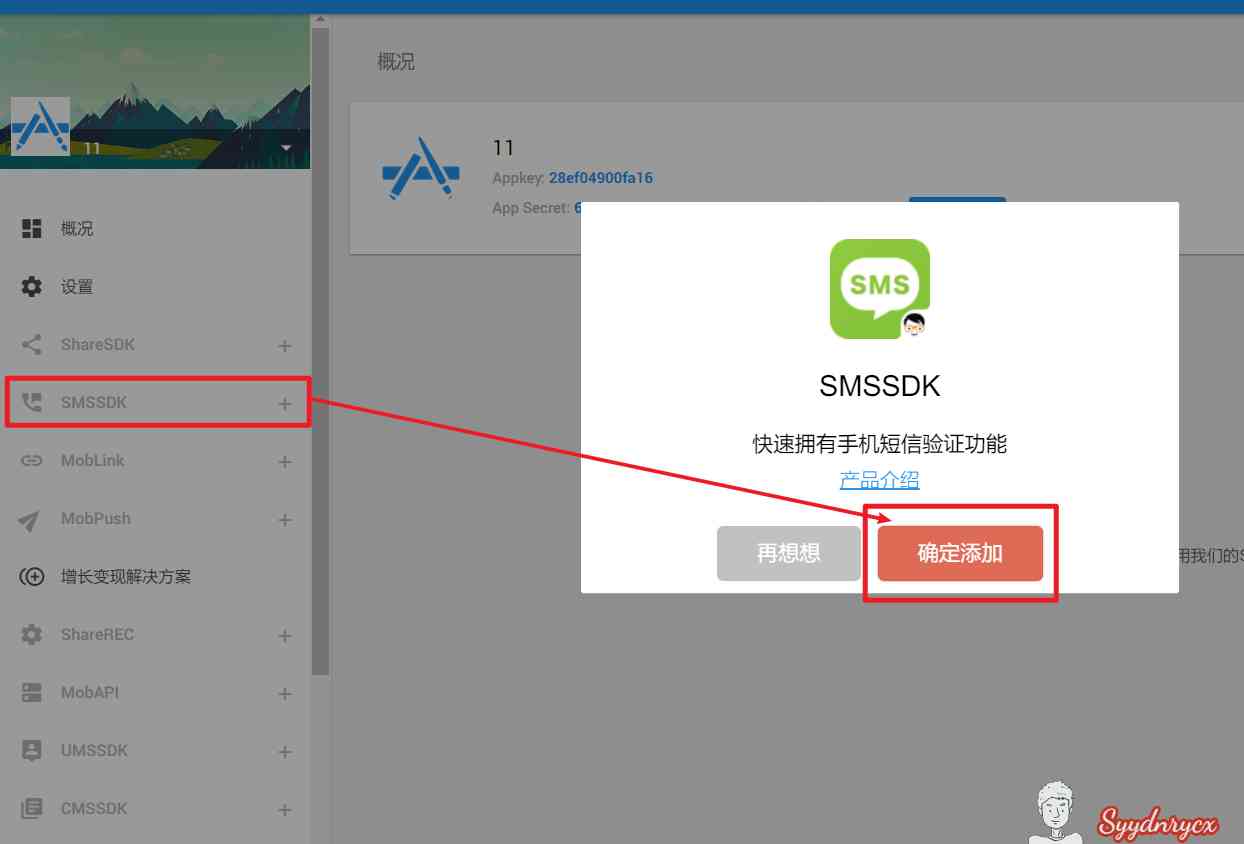 11
概况
设置
ShareSDK
SMSSDK
MobLink
MobPush
增长变现解决方案
ShareREC
MobAPI
UMSSDK
CMSSDK
概况
11
Appkey: 28ef04900fa16
App Secret: 6
SMS
SMSSDK
快速拥有手机短信验证功能
产品介绍
再想想
确定添加
用我们的S
Syydnrycx